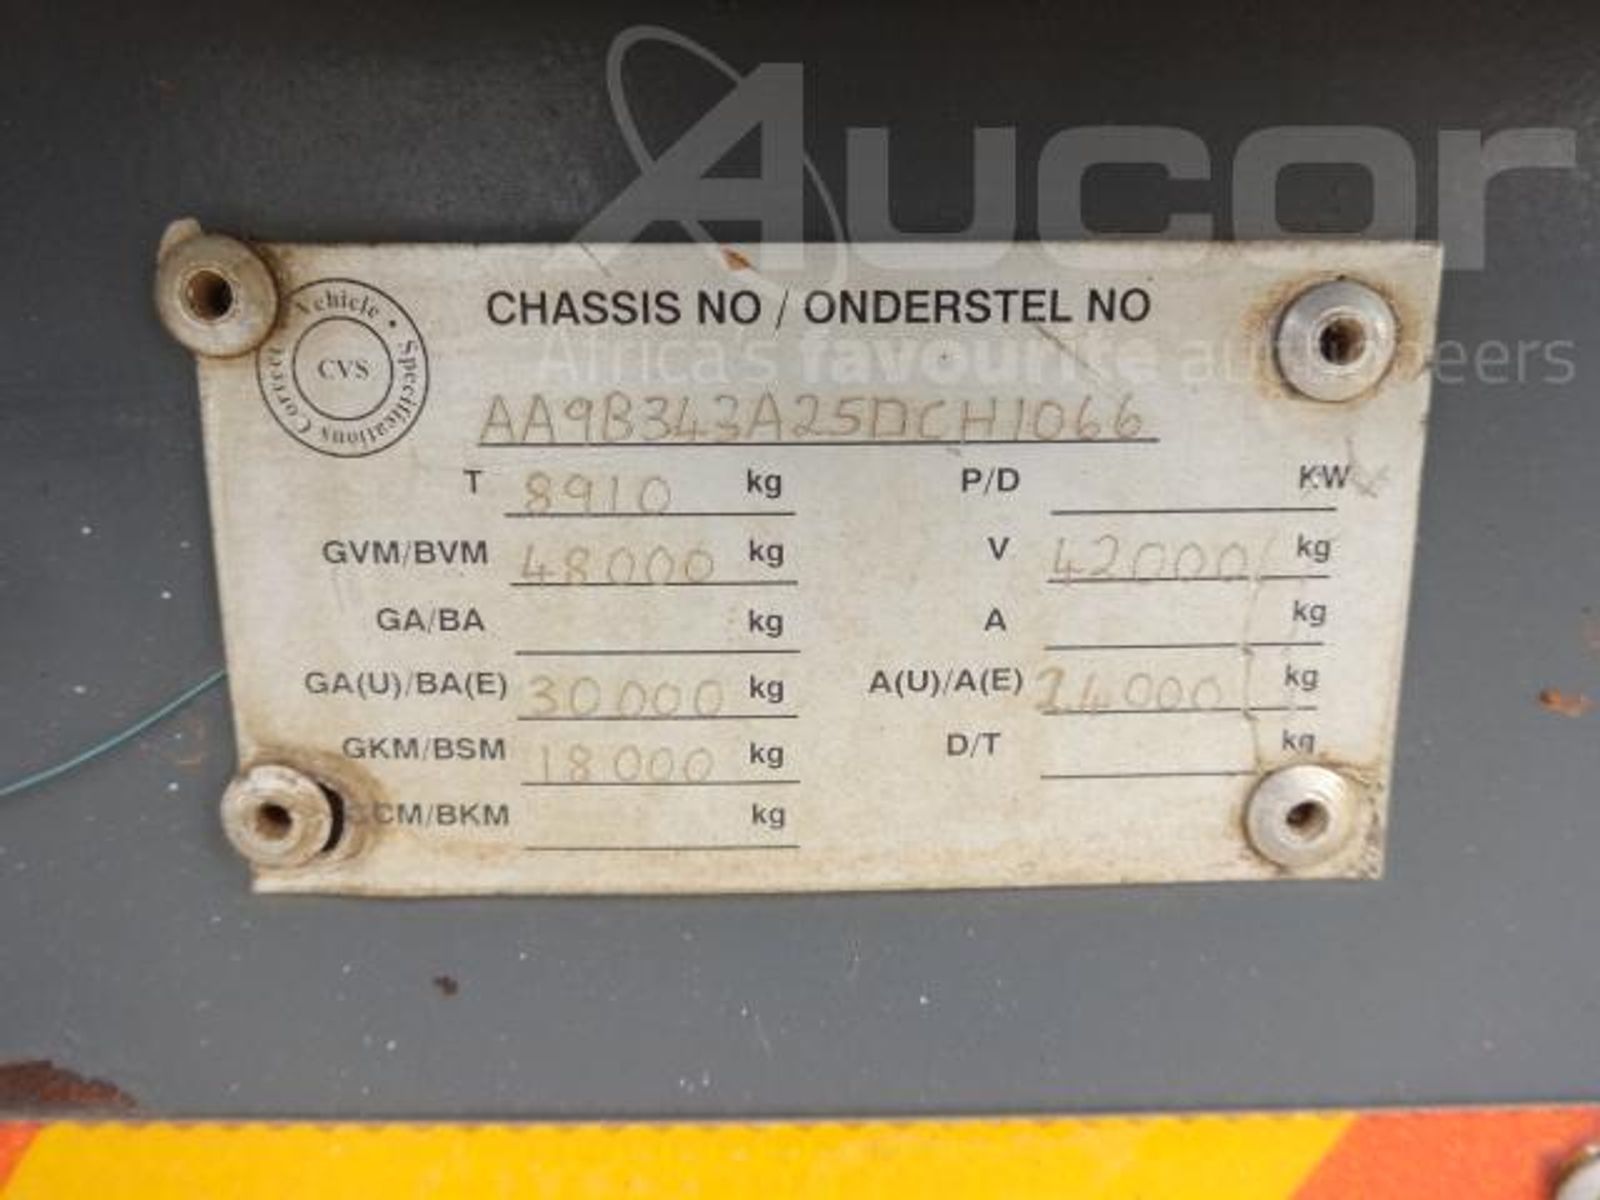 Aucor
Africa's favourite auctioneers
Vehicle • Specifications Correct
CVS
CHASSIS NO / ONDERSTEL NO
AA9B343A25DCH1066
T 8910 kg P/D KW
GVM/BVM 48000 kg V 42000 kg
GA/BA kg A kg
GA(U)/BA(E) 30000 kg A(U)/A(E) 24000 kg
GKM/BSM 18000 kg D/T kg
GCM/BKM kg